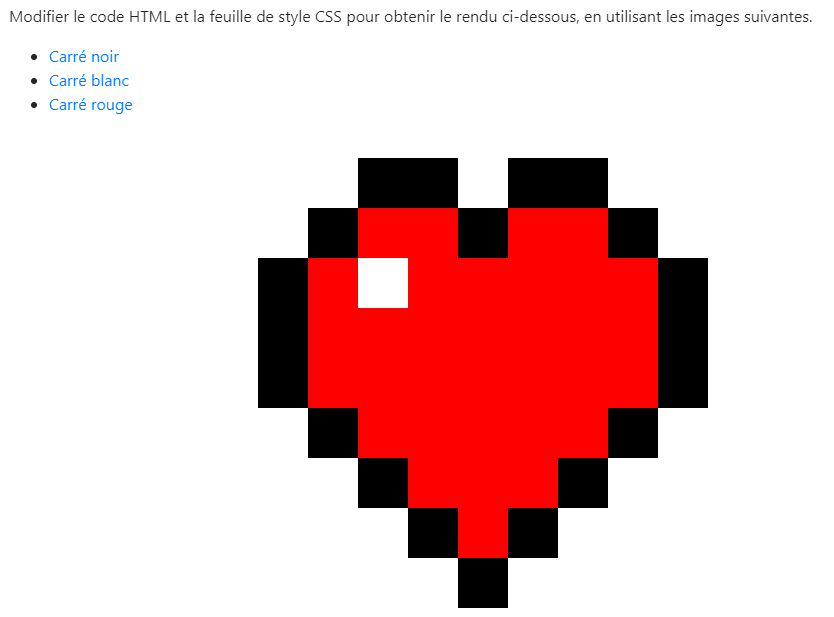 Modifier le code HTML et la feuille de style CSS pour obtenir le rendu ci-dessous, en utilisant les images suivantes.
Carré noir
Carré blanc
Carré rouge